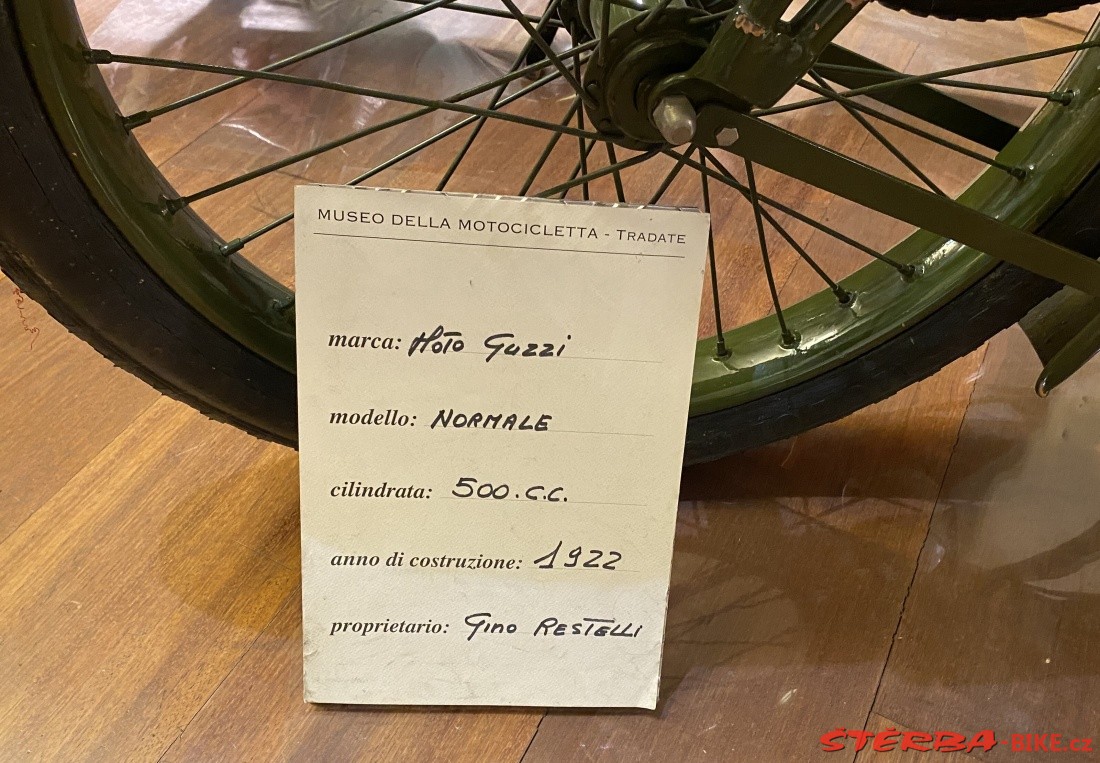 MUSEO DELLA MOTOCICLETTA - TRADATE
marca: Moto Guzzi
modello: NORMALE
cilindrata: 500.c.c.
anno di costruzione: 1922
proprietario: Gino RESTELLI
ŠTĚRBA-BIKE.cz